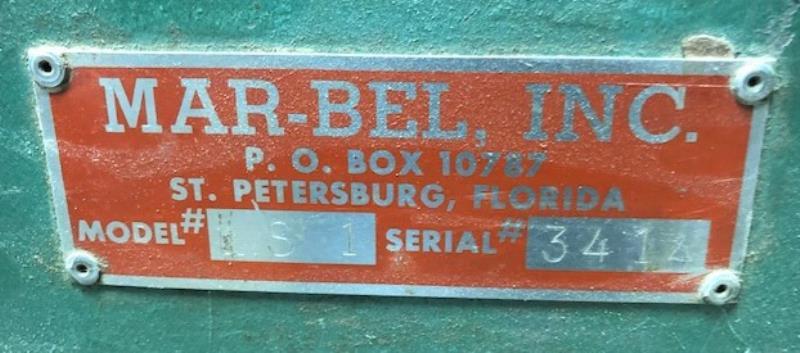 MAR-BEL, INC.
P. O. BOX 10787
ST. PETERSBURG, FLORIDA
MODEL# SERIAL#